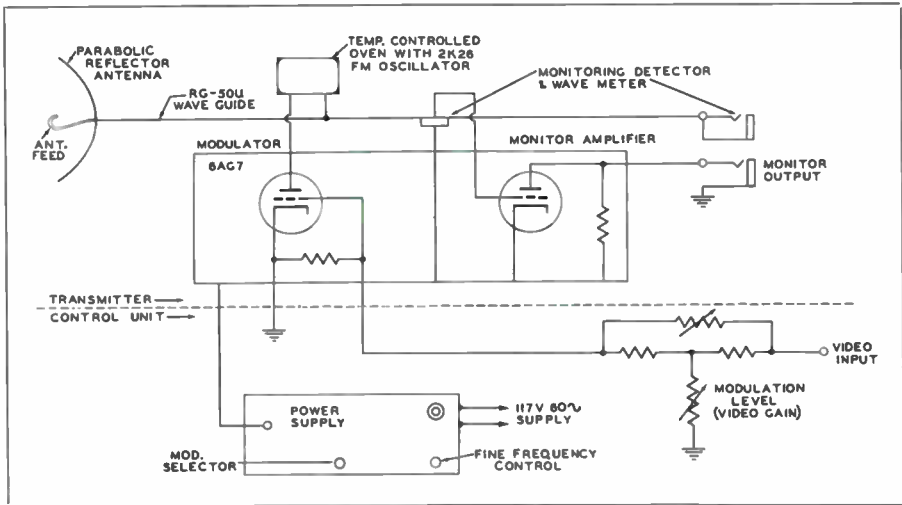 PARABOLIC
REFLECTOR
ANTENNA
TEMP. CONTROLLED
OVEN WITH 2K26
FM OSCILLATOR
RG-50U
WAVE GUIDE
MONITORING DETECTOR
& WAVE METER
ANT.
FEED
MODULATOR
6AG7
MONITOR AMPLIFIER
MONITOR
OUTPUT
TRANSMITTER
CONTROL UNIT
VIDEO
INPUT
MODULATION
LEVEL
(VIDEO GAIN)
POWER
SUPPLY
117V 60~
SUPPLY
MOD.
SELECTOR
FINE FREQUENCY
CONTROL